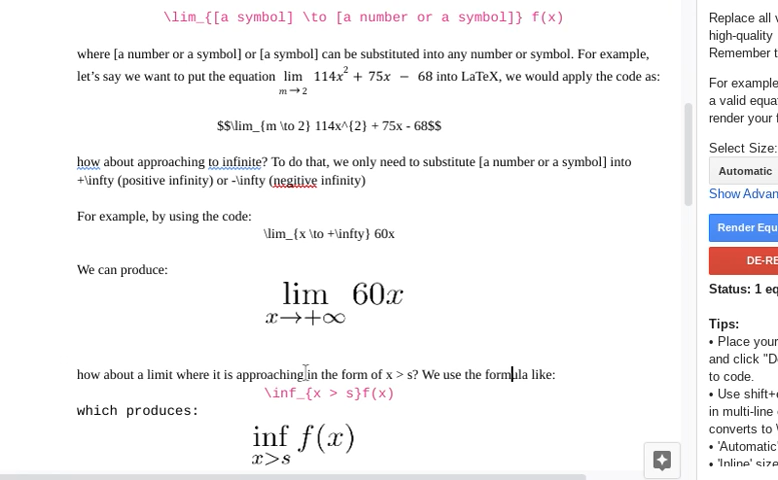 \lim_{[a symbol] \to [a number or a symbol]} f(x)
where [a number or a symbol] or [a symbol] can be substituted into any number or symbol. For example,
let's say we want to put the equation lim m→2 114x² + 75x − 68 into LaTeX, we would apply the code as:
$$\lim_{m \to 2} 114x^{2} + 75x - 68$$
how about approaching to infinite? To do that, we only need to substitute [a number or a symbol] into
+\infty (positive infinity) or -\infty (negitive infinity)
For example, by using the code:
\lim_{x \to +\infty} 60x
We can produce:
lim 60x
x→+∞
how about a limit where it is approaching in the form of x > s? We use the formula like:
\inf_{x > s}f(x)
which produces:
inf f(x)
x>s
Replace all
high-quality
Remember
For example
a valid
render your
Select Size:
Automatic
Show
Render
DE-RE
Status: 1
Tips:
• Place your
and click "D
to code.
• Use shift+
in multi-line
converts to
• 'Automatic'
• 'Inline'